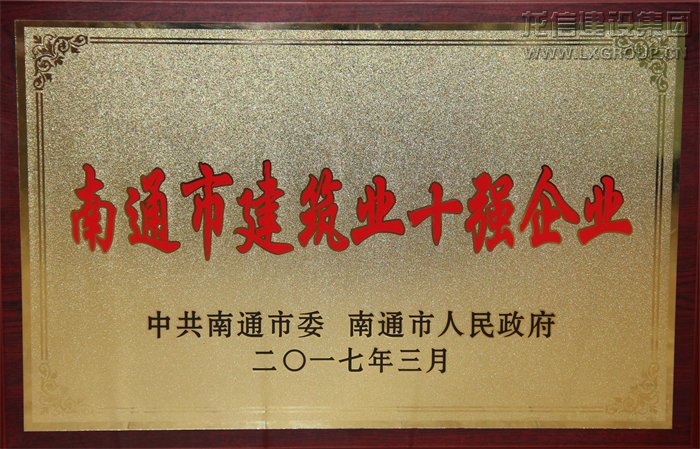 龙信建设集团
WWW.LXGROUP.CN
南通市建筑业十强企业
中共南通市委 南通市人民政府
二〇一七年三月